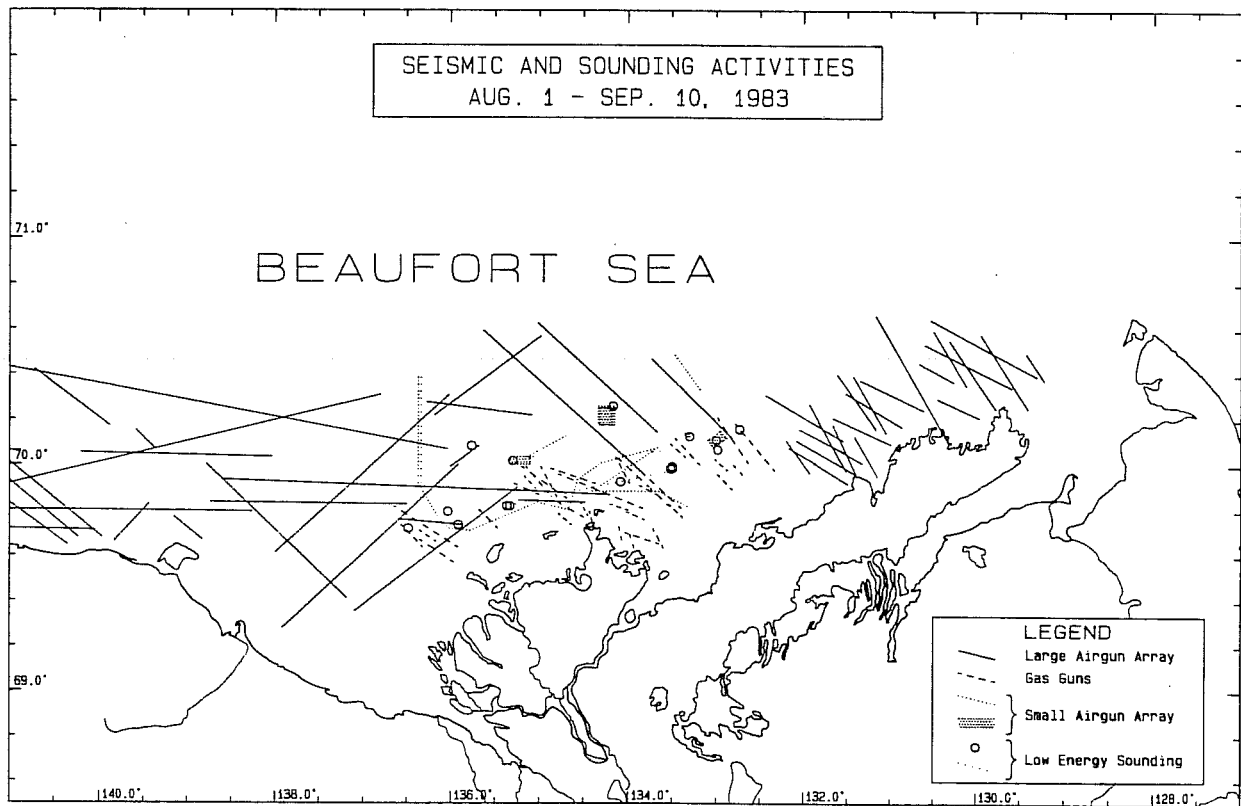 SEISMIC AND SOUNDING ACTIVITIES
AUG. 1 - SEP. 10, 1983
71.0°
BEAUFORT SEA
70.0°
69.0°
LEGEND
Large Airgun Array
Gas Guns
Small Airgun Array
Low Energy Sounding
140.0° 138.0° 136.0° 134.0° 132.0° 130.0° 128.0°